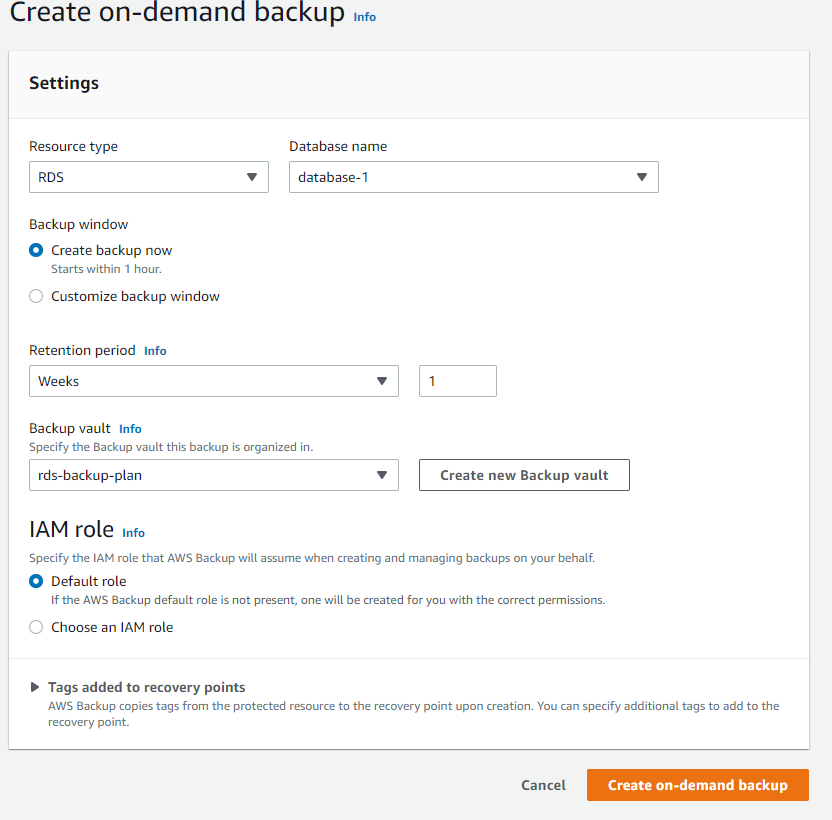 Create on-demand backup Info
Settings
Resource type Database name
RDS database-1
Backup window
Create backup now
Starts within 1 hour.
Customize backup window
Retention period Info
Weeks 1
Backup vault Info
Specify the Backup vault this backup is organized in.
rds-backup-plan Create new Backup vault
IAM role Info
Specify the IAM role that AWS Backup will assume when creating and managing backups on your behalf.
Default role
If the AWS Backup default role is not present, one will be created for you with the correct permissions.
Choose an IAM role
Tags added to recovery points
AWS Backup copies tags from the protected resource to the recovery point upon creation. You can specify additional tags to add to the
recovery point.
Cancel Create on-demand backup